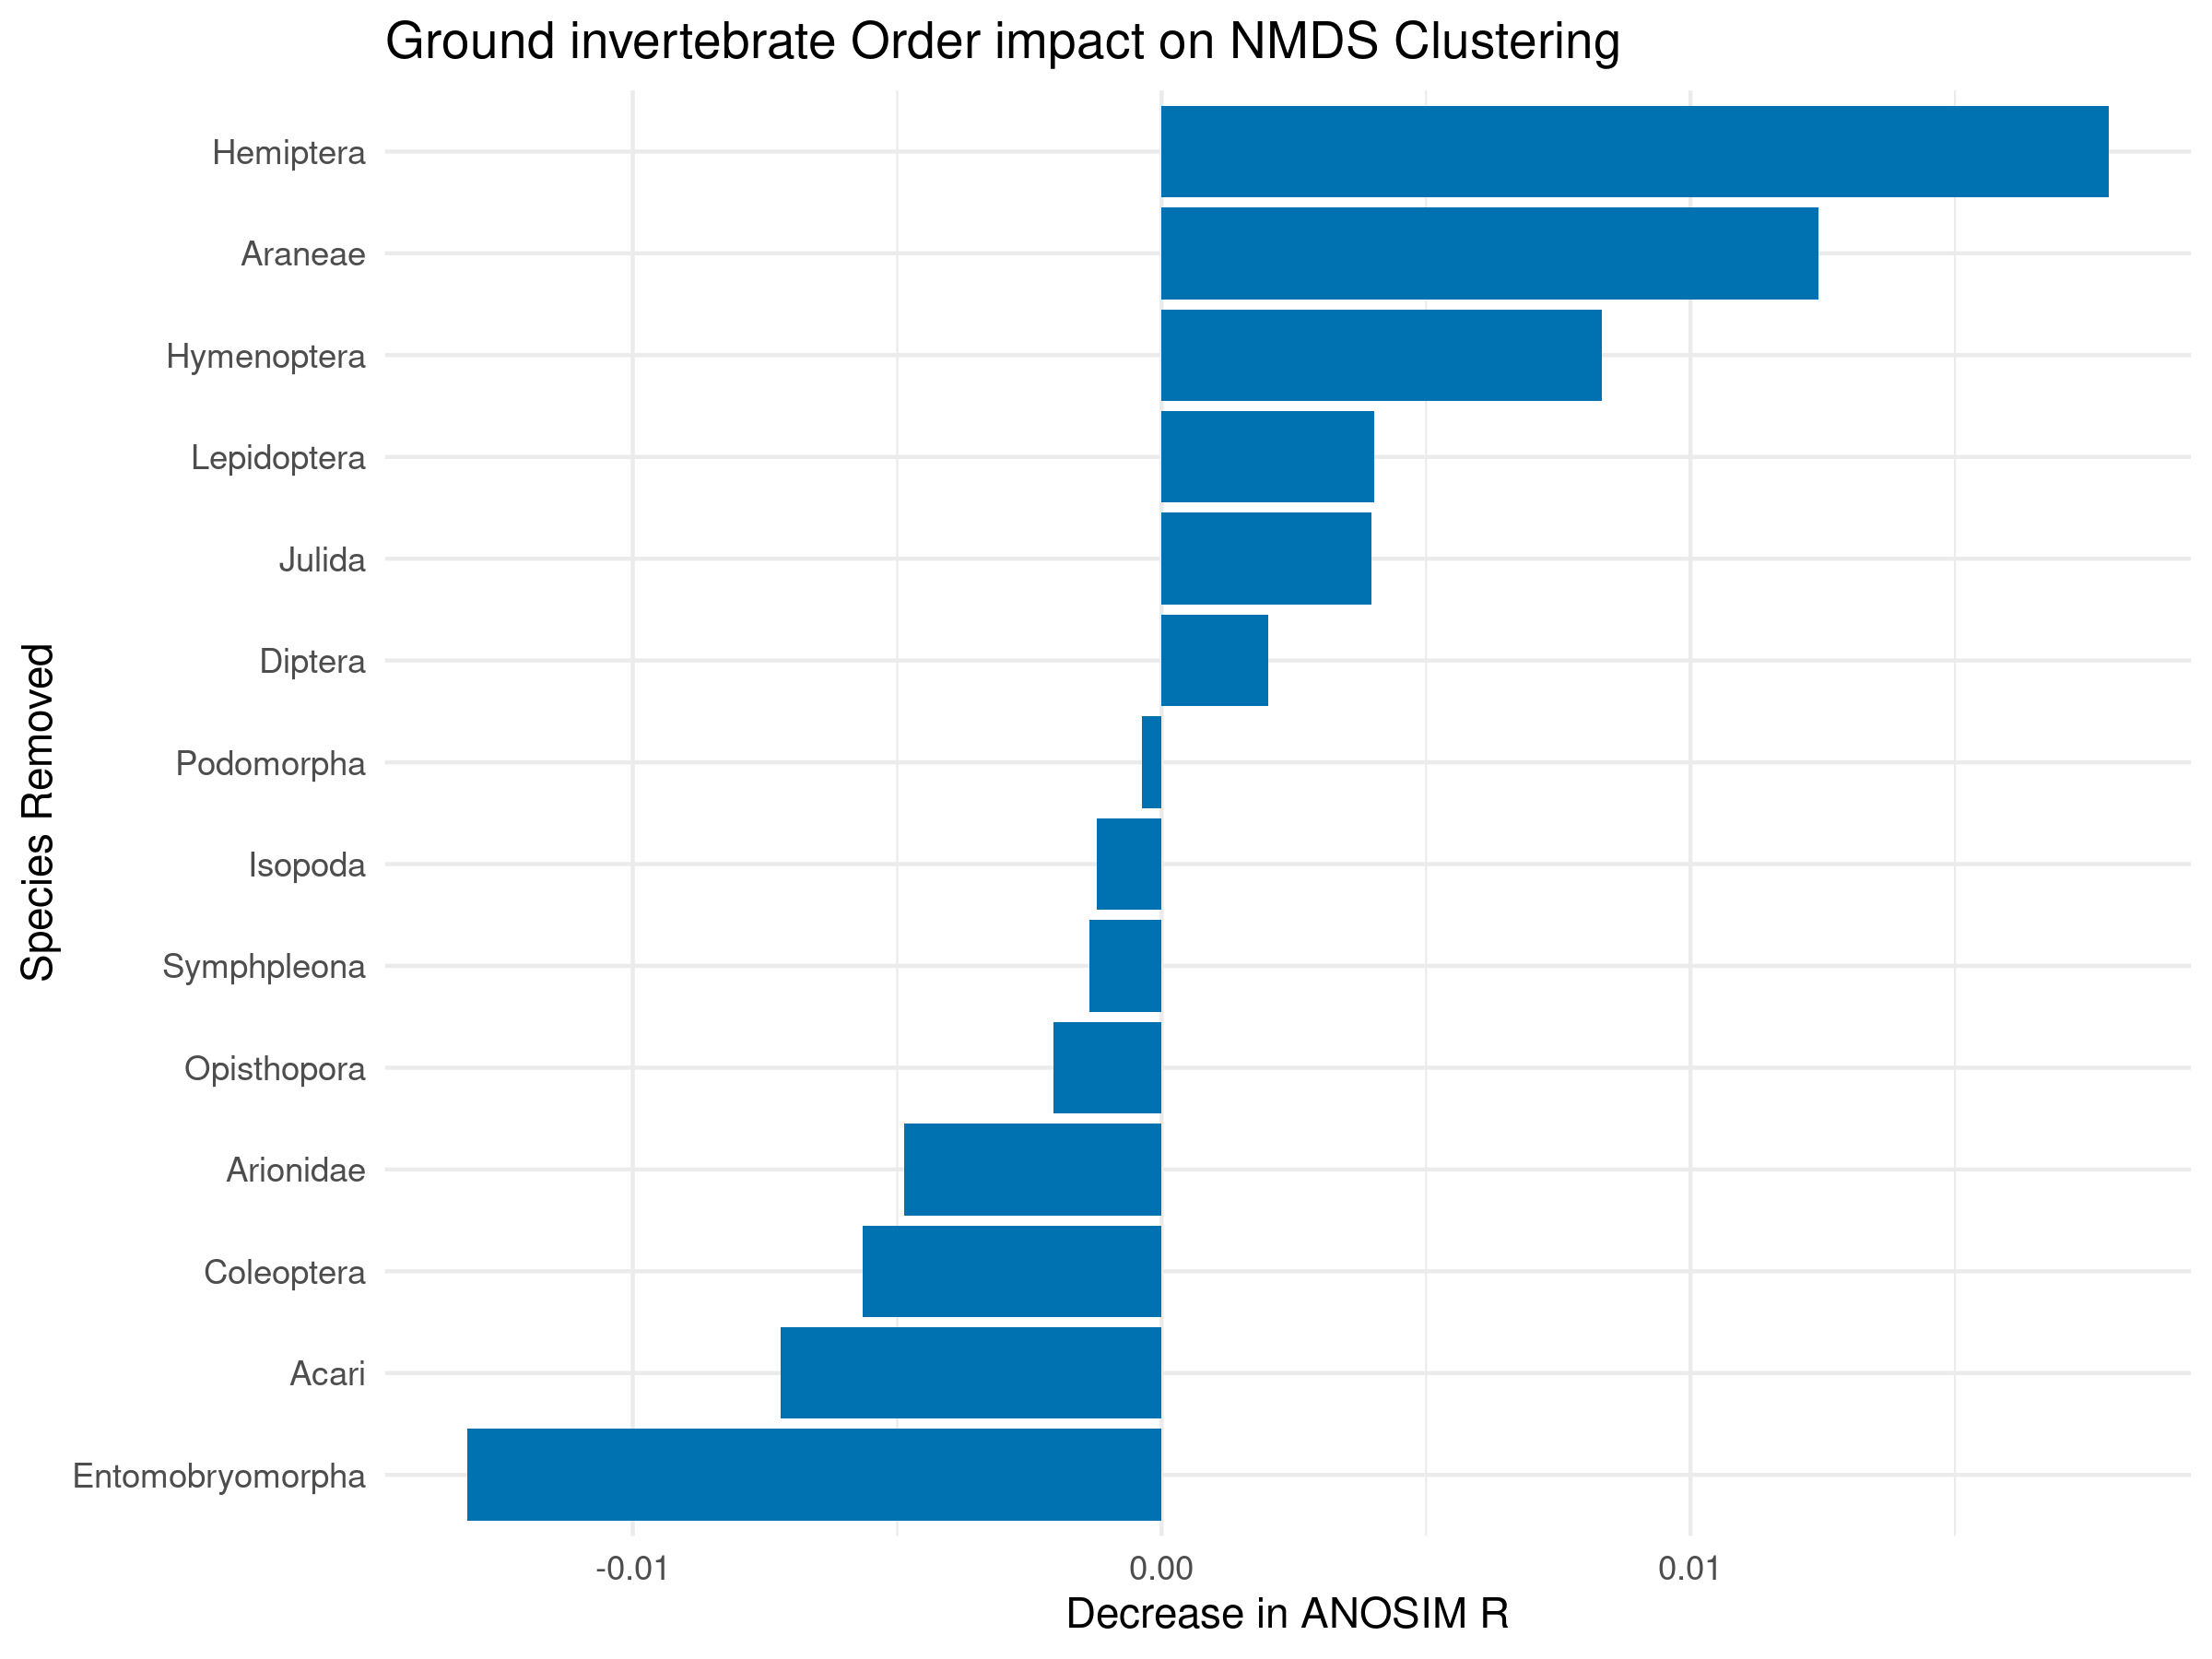 Ground invertebrate Order impact on NMDS Clustering
Species Removed
Hemiptera
Araneae
Hymenoptera
Lepidoptera
Julida
Diptera
Podomorpha
Isopoda
Symphpleona
Opisthopora
Arionidae
Coleoptera
Acari
Entomobryomorpha
-0.01
0.00
0.01
Decrease in ANOSIM R